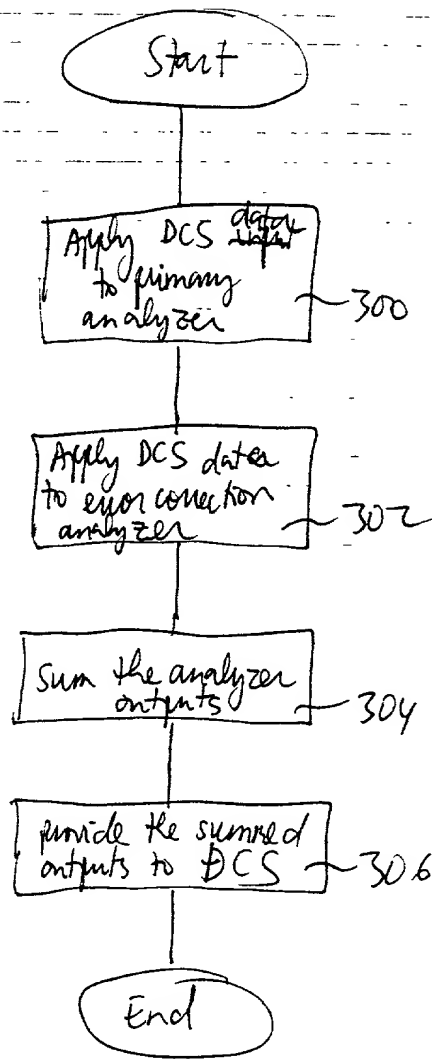 Start
Apply DCS data
to primary
analyzer
300
Apply DCS data
to error correction
analyzer
302
Sum the analyzer
outputs
304
provide the summed
outputs to DCS
306
End